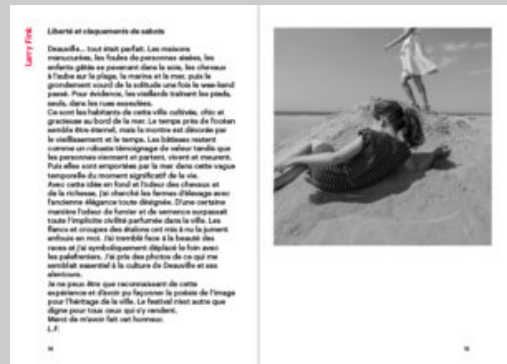 Larry Fink
Liberté et claquements de sabots
Deauville... tout était parfait. Les maisons
manucurées, les foules de personnes aisées, les
enfants gâtés se pavanant dans la soie, les chevaux
à l'aube sur la plage, la marina et la mer, puis le
grondement sourd de la solitude une fois le wee-kend
passé. Pour évidence, les vieillards traînant les pieds,
seuls, dans les rues esseulées.
Ce sont les habitants de cette ville cultivée, chic et
gracieuse au bord de la mer. Le temps près de l'océan
semble être éternel, mais la montre est dévorée par
le vieillissement et le temps. Les bâtisses restent
comme un robuste témoignage de valeur tandis que
les personnes viennent et partent, vivent et meurent.
Puis elles sont emportées par la mer dans cette vague
temporelle du moment significatif de la vie.
Avec cette idée en fond et l'odeur des chevaux et
de la richesse, j'ai cherché les fermes d'élevage avec
l'ancienne élégance toute désignée. D'une certaine
manière l'odeur de fumier et de semence surpassait
toute l'implicite civilité parfumée dans la ville. Les
flancs et croupes des étalons ont mis à nu la jument
enfouie en moi. J'ai tremblé face à la beauté des
races et j'ai symboliquement déplacé le foin avec
les palefreniers. J'ai pris des photos de ce qui me
semblait essentiel à la culture de Deauville et ses
alentours.
Je ne peux être que reconnaissant de cette
expérience et d'avoir pu façonner la poésie de l'image
pour l'héritage de la ville. Le festival n'est autre que
digne pour tous ceux qui s'y rendent.
Merci de m'avoir fait cet honneur.
L.F.